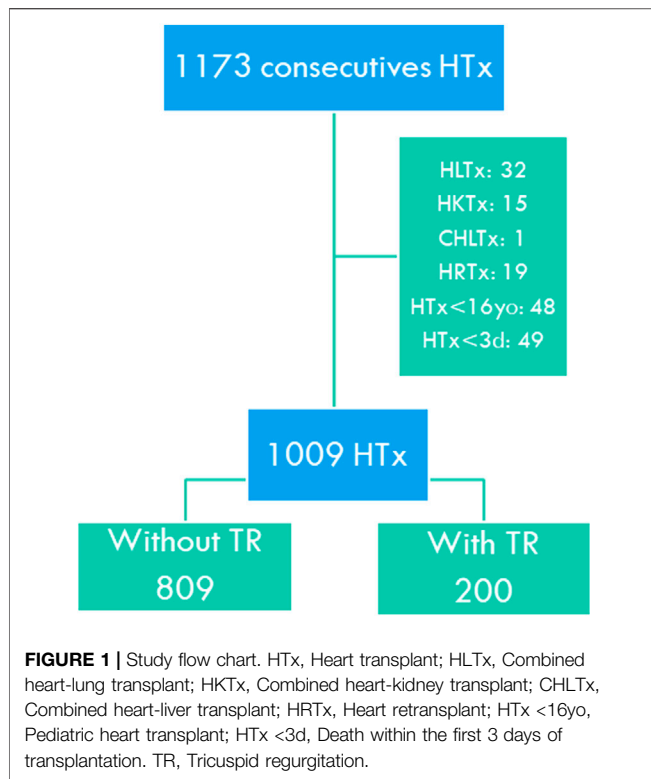 1173 consecutives HTx
HLTx: 32
HKTx: 15
CHLTx: 1
HRTx: 19
HTx<16yo: 48
HTx<3d: 49
1009 HTx
Without TR
809
With TR
200
FIGURE 1 | Study flow chart. HTx, Heart transplant; HLTx, Combined
heart-lung transplant; HKTx, Combined heart-kidney transplant; CHLTx,
Combined heart-liver transplant; HRTx, Heart retransplant; HTx <16yo,
Pediatric heart transplant; HTx <3d, Death within the first 3 days of
transplantation. TR, Tricuspid regurgitation.